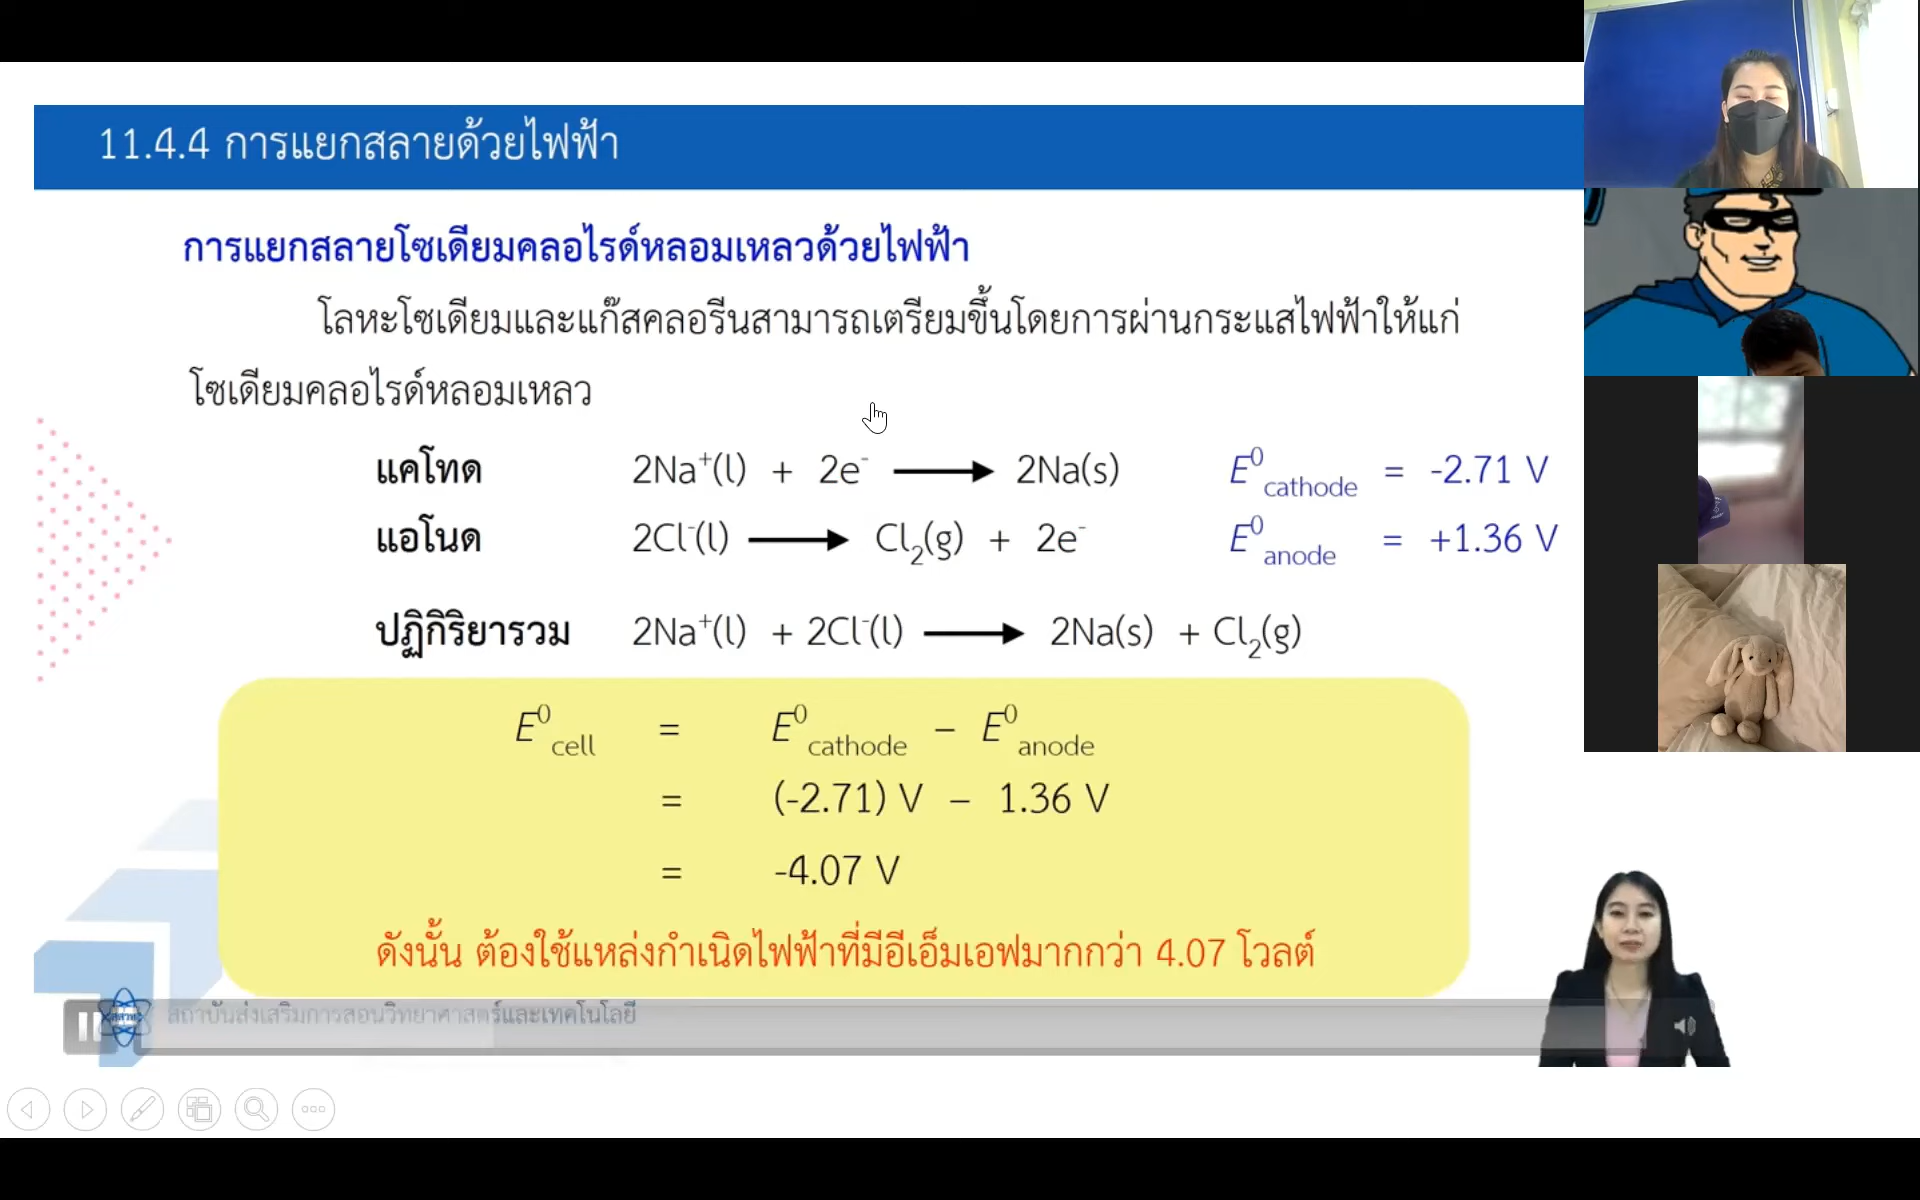 11.4.4 การแยกสลายด้วยไฟฟ้า
การแยกสลายโซเดียมคลอไรด์หลอมเหลวด้วยไฟฟ้า
โลหะโซเดียมและแก๊สคลอรีนสามารถเตรียมขึ้นโดยการผ่านกระแสไฟฟ้าให้แก่
โซเดียมคลอไรด์หลอมเหลว
แคโทด 2Na⁺(l) + 2e⁻ ⟶ 2Na(s) E⁰cathode = -2.71 V
แอโนด 2Cl⁻(l) ⟶ Cl₂(g) + 2e⁻ E⁰anode = +1.36 V
ปฏิกิริยารวม 2Na⁺(l) + 2Cl⁻(l) ⟶ 2Na(s) + Cl₂(g)
E⁰cell = E⁰cathode – E⁰anode
= (-2.71) V – 1.36 V
= -4.07 V
ดังนั้น ต้องใช้แหล่งกำเนิดไฟฟ้าที่มีอีเอ็มเอฟมากกว่า 4.07 โวลต์
สสวท
สถาบันส่งเสริมการสอนวิทยาศาสตร์และเทคโนโลยี